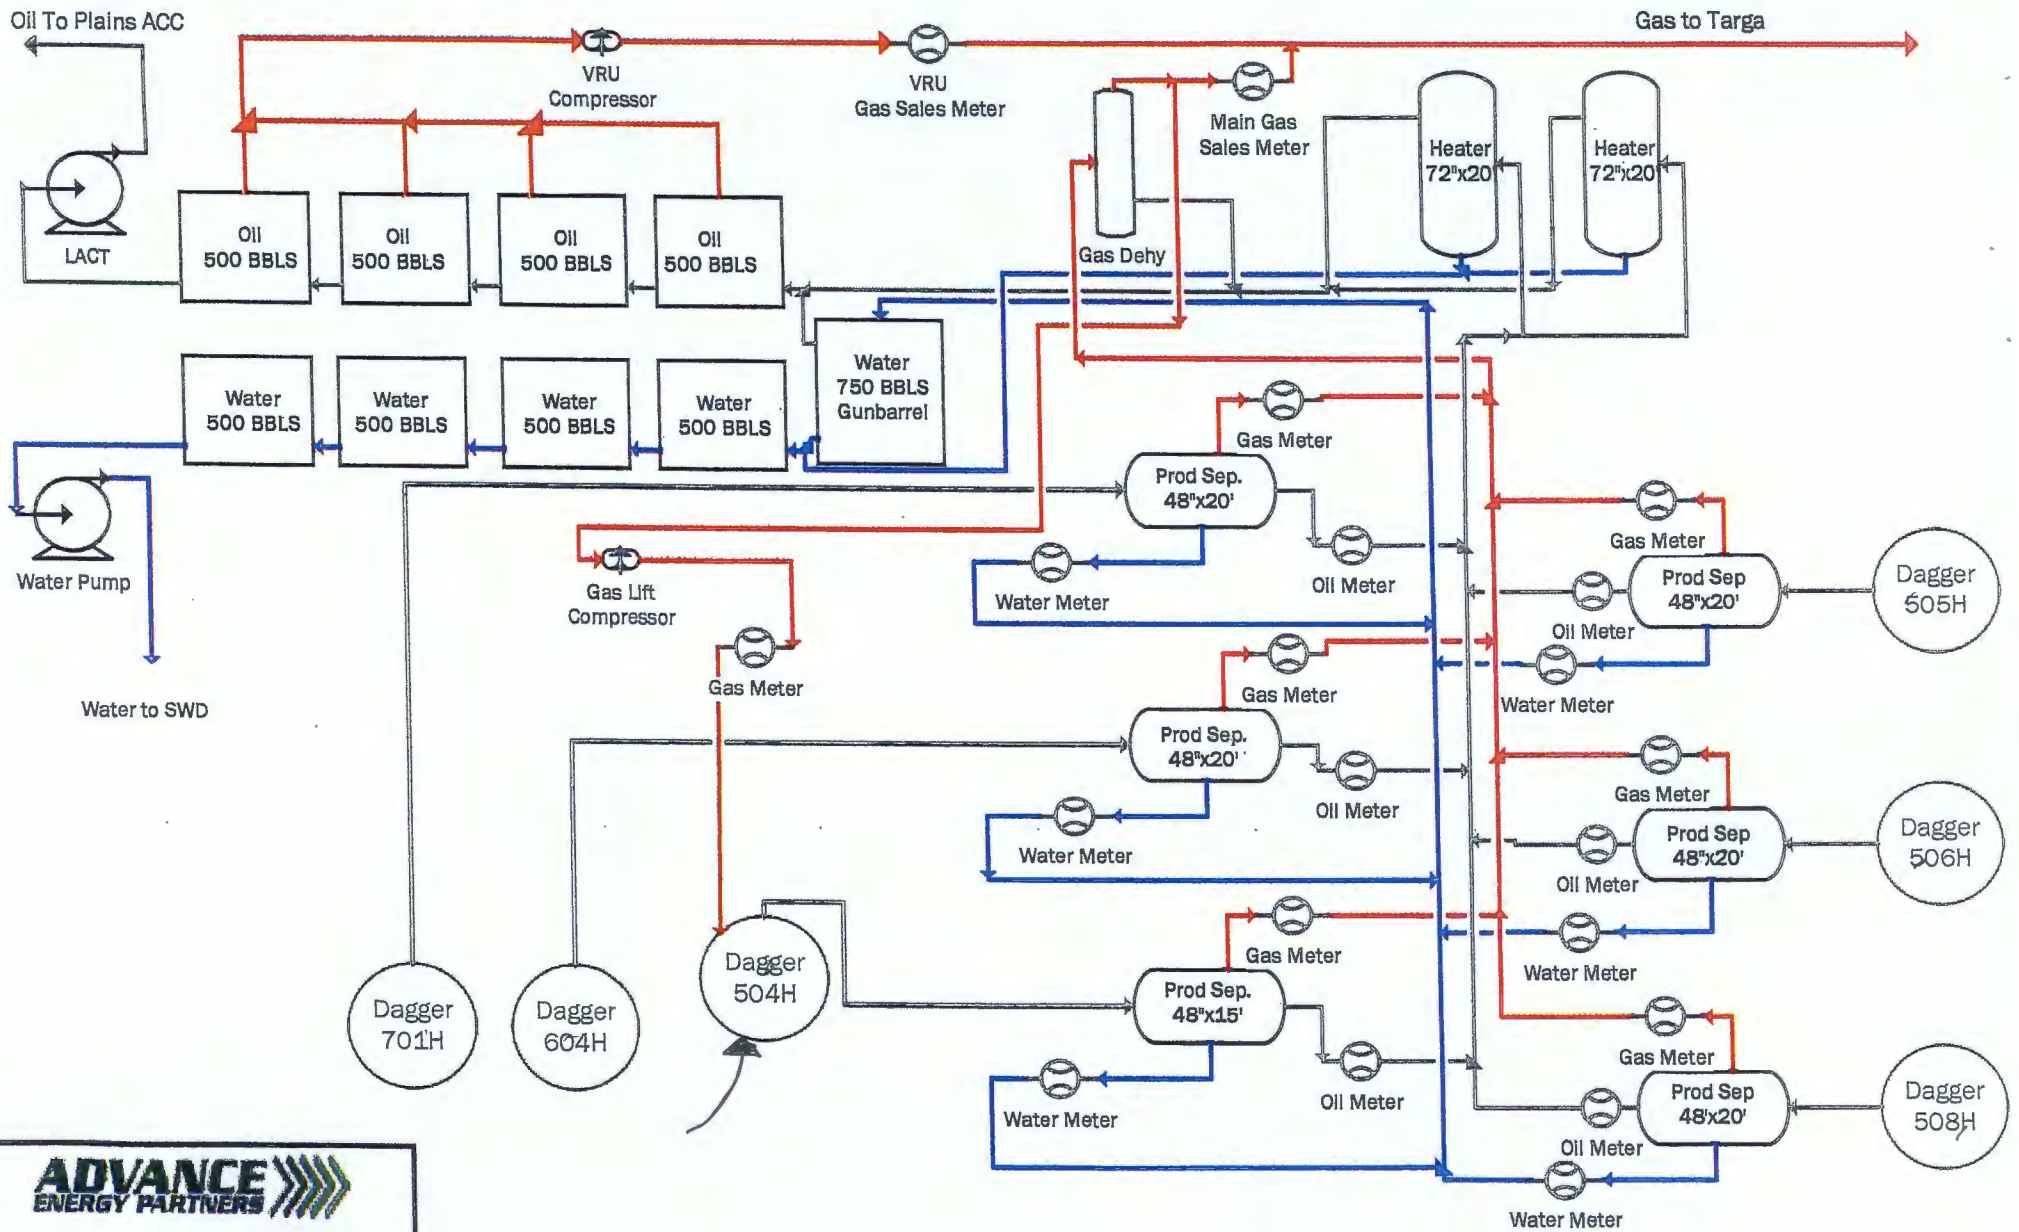 Oil To Plains ACC
Gas to Targa
VRU
Compressor
VRU
Gas Sales Meter
Main Gas
Sales Meter
Heater
72"x20'
Heater
72"x20'
LACT
Oil
500 BBLS
Oil
500 BBLS
Oil
500 BBLS
Oil
500 BBLS
Gas Dehy
Water
500 BBLS
Water
500 BBLS
Water
500 BBLS
Water
500 BBLS
Water
750 BBLS
Gunbarrel
Gas Meter
Prod Sep.
48"x20'
Water Pump
Gas Lift
Compressor
Water Meter
Oil Meter
Gas Meter
Prod Sep
48"x20'
Dagger
505H
Oil Meter
Water Meter
Water to SWD
Gas Meter
Gas Meter
Prod Sep.
48"x20'
Oil Meter
Water Meter
Gas Meter
Prod Sep
48"x20'
Dagger
506H
Oil Meter
Water Meter
Dagger
701H
Dagger
604H
Dagger
504H
Gas Meter
Prod Sep.
48"x15'
Oil Meter
Water Meter
Gas Meter
Prod Sep
48'x20'
Dagger
508H
Oil Meter
Water Meter
ADVANCE
ENERGY PARTNERS